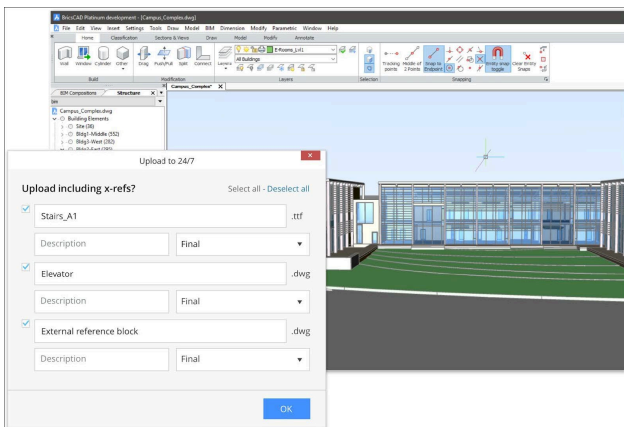 BricsCAD Platinum development - [Campus_Complex.dwg]
File Edit View Insert Settings Tools Draw Model BIM Dimension Modify Parametric Window Help
Home Classification Sections & Views Draw Model Modify Annotate
E-Rooms_Lvl1
All Buildings
Wall Window Cylinder Other Drag Push/Pull Split Connect Layers Tracking points Middle of 2 Points Snap to Endpoint Entity snap toggle Clear Entity Snaps
Build Modification Layers Selection Snapping
BIM Compositions Structure X
Campus_Complex* X
Campus_Complex.dwg
Building Elements
Site (36)
Bldg1-Middle (552)
Bldg3-West (282)
Upload to 24/7
Upload including x-refs? Select all - Deselect all
Stairs_A1 .ttf
Description Final
Elevator .dwg
Description Final
External reference block .dwg
Description Final
OK